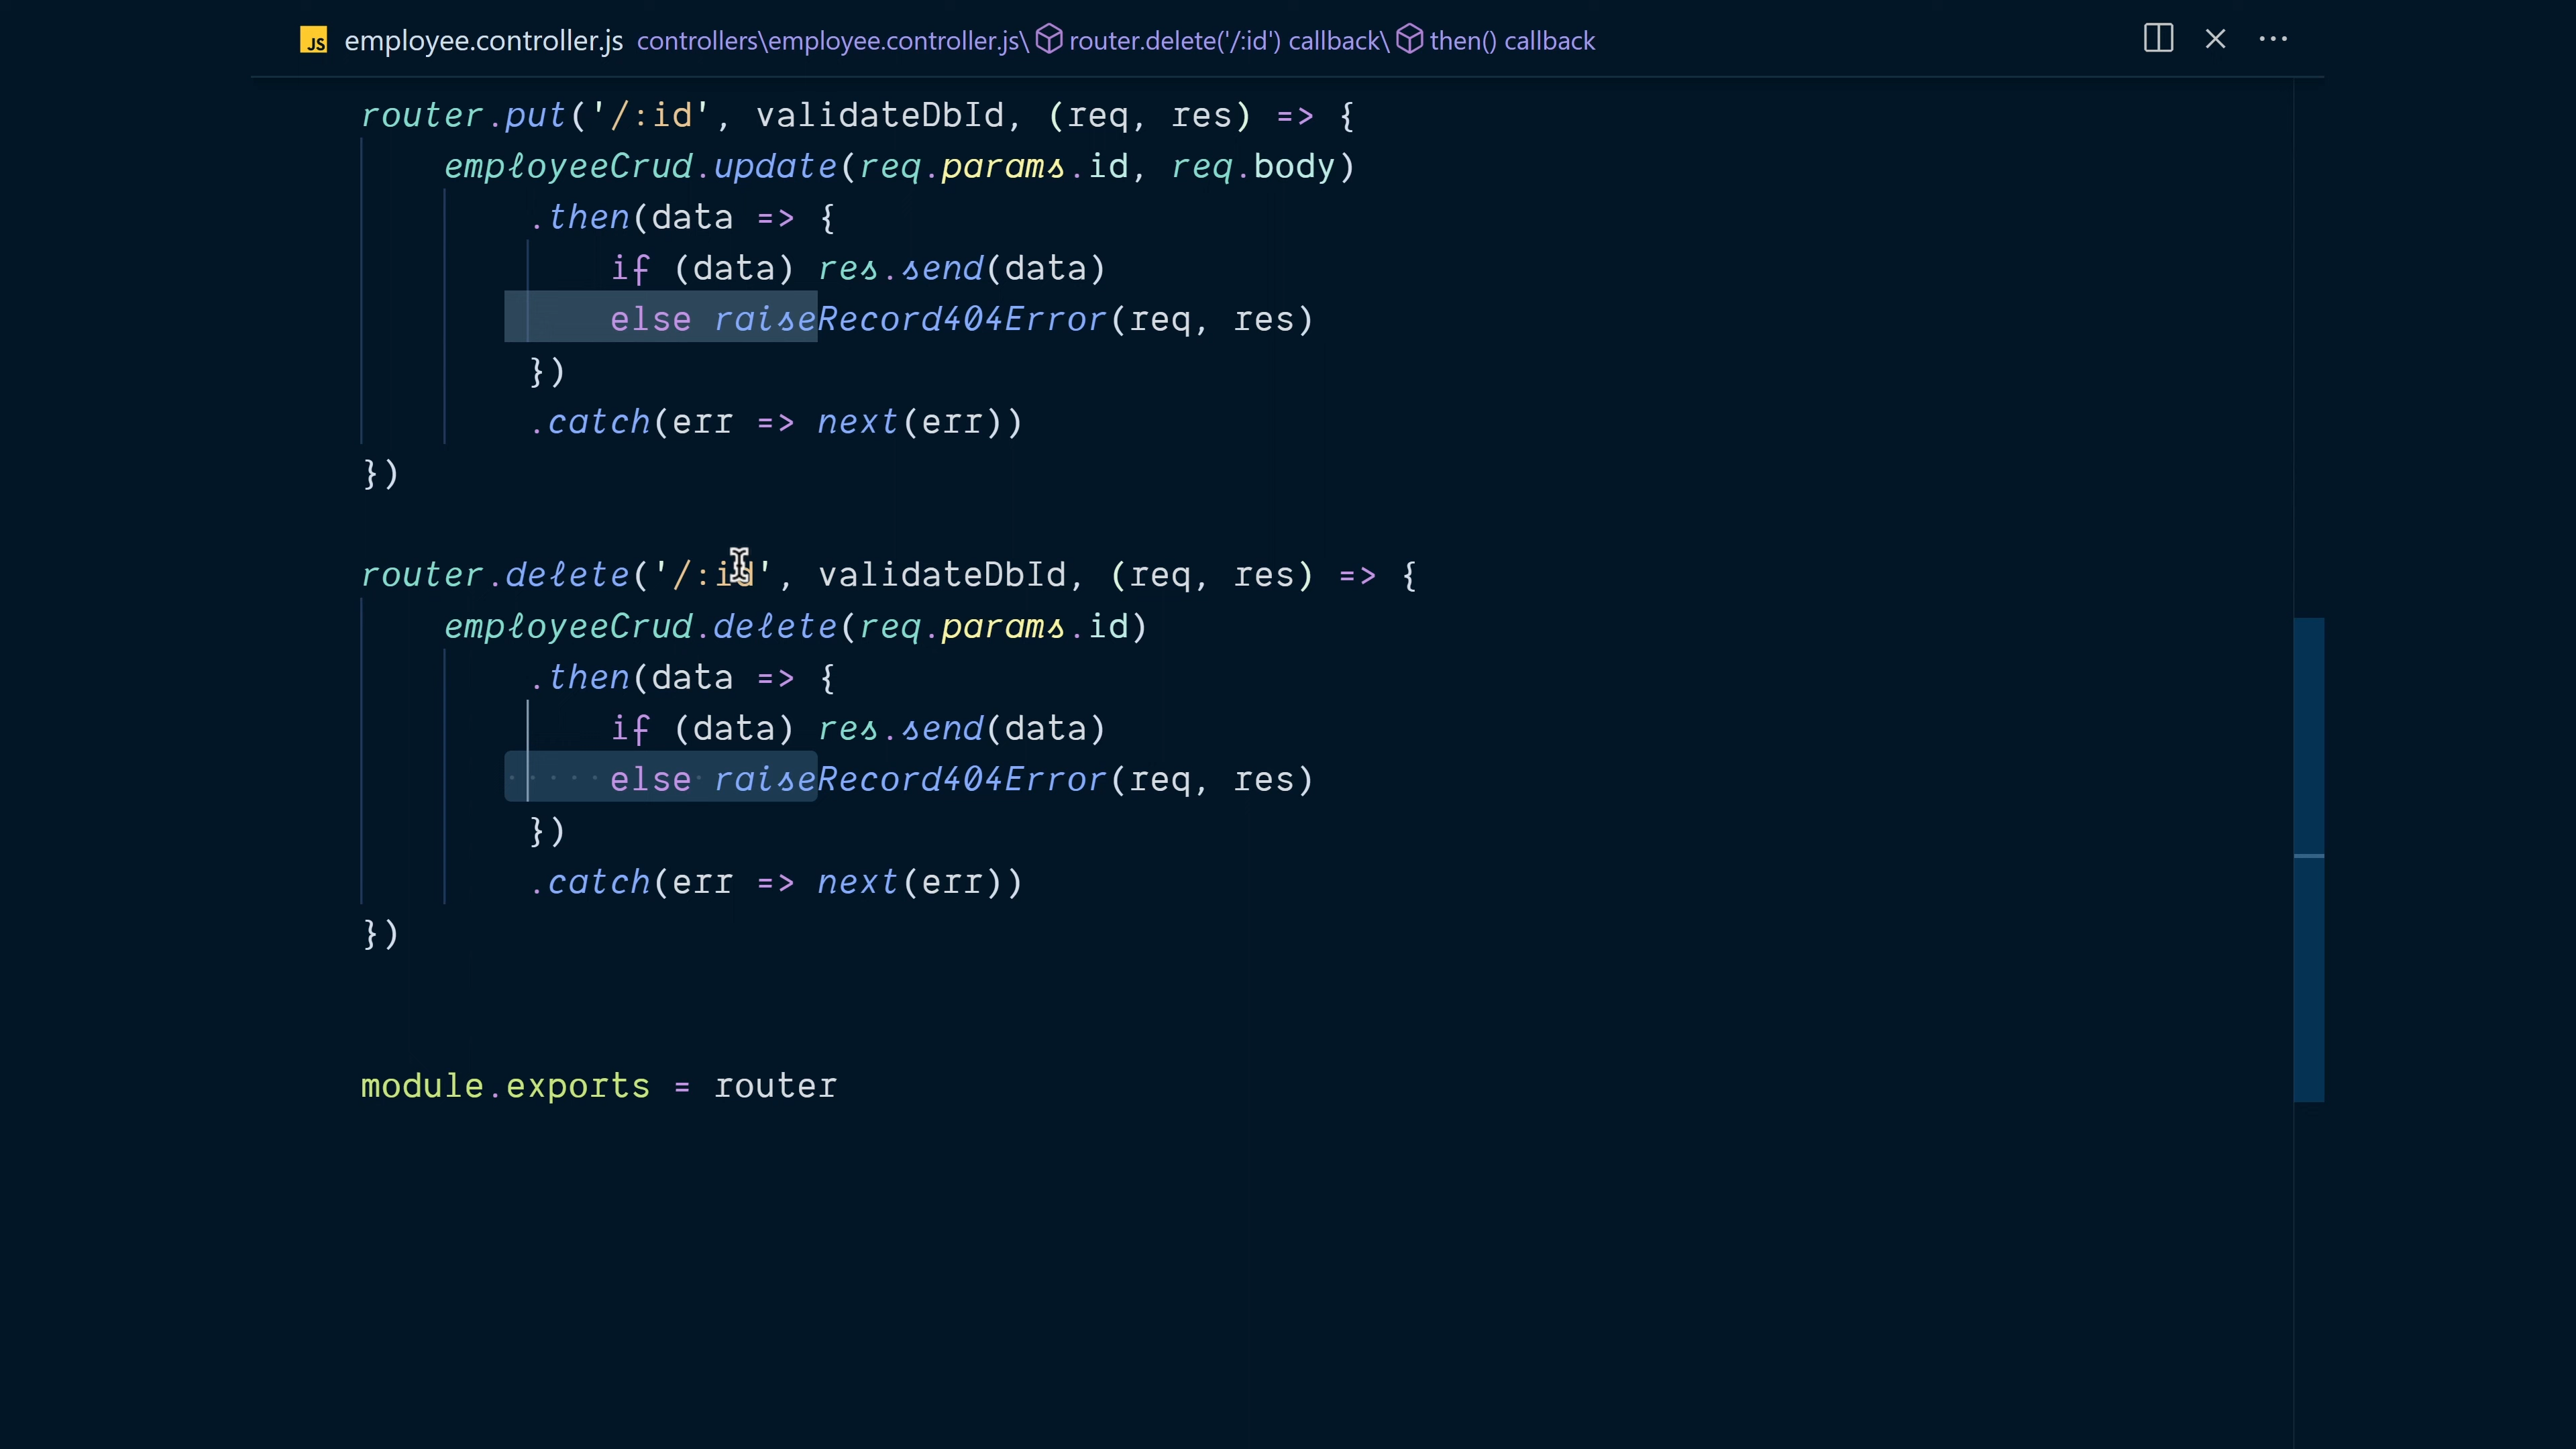 JS employee.controller.js controllers\employee.controller.js\ router.delete('/:id') callback\ then() callback
router.put('/:id', validateDbId, (req, res) => {
employeeCrud.update(req.params.id, req.body)
.then(data => {
if (data) res.send(data)
else raiseRecord404Error(req, res)
})
.catch(err => next(err))
})
router.delete('/:id', validateDbId, (req, res) => {
employeeCrud.delete(req.params.id)
.then(data => {
if (data) res.send(data)
else raiseRecord404Error(req, res)
})
.catch(err => next(err))
})
module.exports = router